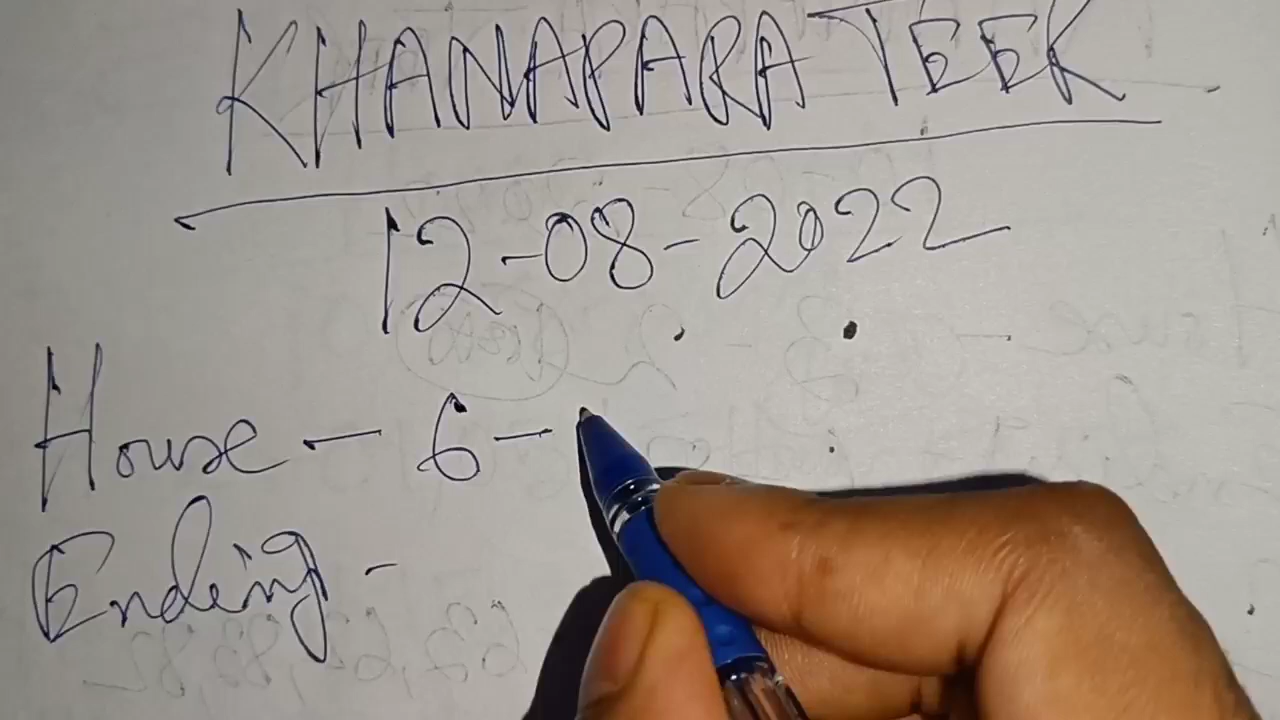 KHANAPARA TEER
12-08-2022
House - 6 -
Ending -